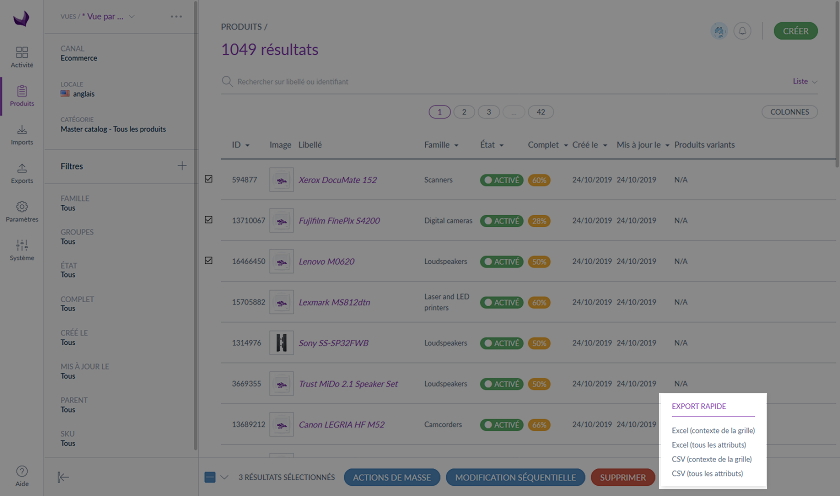 VUES / * Vue par ...
CANAL
Ecommerce
LOCALE
anglais
CATÉGORIE
Master catalog - Tous les produits
Filtres
FAMILLE
Tous
GROUPES
Tous
ÉTAT
Tous
COMPLET
Tous
CRÉÉ LE
Tous
MIS À JOUR LE
Tous
PARENT
Tous
SKU
Tous
Activité
Produits
Imports
Exports
Paramètres
Système
Aide
PRODUITS /
1049 résultats
CRÉER
Rechercher sur libellé ou identifiant
Liste
1 2 3 ... 42
COLONNES
ID Image Libellé Famille État Complet Créé le Mis à jour le Produits variants
594877 Xerox DocuMate 152 Scanners ACTIVÉ 60% 24/10/2019 24/10/2019 N/A
13710067 Fujifilm FinePix S4200 Digital cameras ACTIVÉ 28% 24/10/2019 24/10/2019 N/A
16466450 Lenovo M0620 Loudspeakers ACTIVÉ 50% 24/10/2019 24/10/2019 N/A
15705882 Lexmark MS812dtn Laser and LED printers ACTIVÉ 60% 24/10/2019 24/10/2019 N/A
1314976 Sony SS-SP32FWB Loudspeakers ACTIVÉ 50% 24/10/2019 24/10/2019 N/A
3669355 Trust MiDo 2.1 Speaker Set Loudspeakers ACTIVÉ 50% 24/10/2019 24/10/2019 N/A
13689212 Canon LEGRIA HF M52 Camcorders ACTIVÉ 66% 24/10/2019 24/10/2019
EXPORT RAPIDE
Excel (contexte de la grille)
Excel (tous les attributs)
CSV (contexte de la grille)
CSV (tous les attributs)
3 RÉSULTATS SÉLECTIONNÉS
ACTIONS DE MASSE
MODIFICATION SÉQUENTIELLE
SUPPRIMER